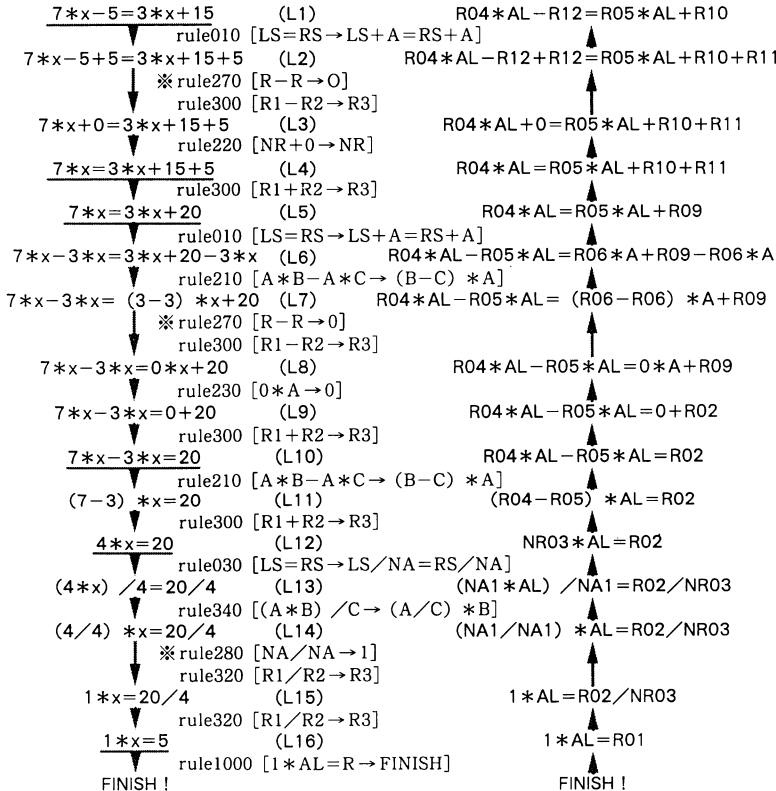 7*x−5=3*x+15 (L1) R04*AL−R12=R05*AL+R10
rule010 [LS=RS→LS+A=RS+A]
7*x−5+5=3*x+15+5 (L2) R04*AL−R12+R12=R05*AL+R10+R11
※rule270 [R−R→O]
rule300 [R1−R2→R3]
7*x+0=3*x+15+5 (L3) R04*AL+0=R05*AL+R10+R11
rule220 [NR+0→NR]
7*x=3*x+15+5 (L4) R04*AL=R05*AL+R10+R11
rule300 [R1+R2→R3]
7*x=3*x+20 (L5) R04*AL=R05*AL+R09
rule010 [LS=RS→LS+A=RS+A]
7*x−3*x=3*x+20−3*x (L6) R04*AL−R05*AL=R06*A+R09−R06*A
rule210 [A*B−A*C→(B−C) *A]
7*x−3*x= (3−3) *x+20 (L7) R04*AL−R05*AL= (R06−R06) *A+R09
※rule270 [R−R→0]
rule300 [R1−R2→R3]
7*x−3*x=0*x+20 (L8) R04*AL−R05*AL=0*A+R09
rule230 [0*A→0]
7*x−3*x=0+20 (L9) R04*AL−R05*AL=0+R02
rule300 [R1+R2→R3]
7*x−3*x=20 (L10) R04*AL−R05*AL=R02
rule210 [A*B−A*C→(B−C) *A]
(7−3) *x=20 (L11) (R04−R05) *AL=R02
rule300 [R1+R2→R3]
4*x=20 (L12) NR03*AL=R02
rule030 [LS=RS→LS/NA=RS/NA]
(4*x) /4=20/4 (L13) (NA1*AL) /NA1=R02/NR03
rule340 [(A*B) /C→(A/C) *B]
(4/4) *x=20/4 (L14) (NA1/NA1) *AL=R02/NR03
※rule280 [NA/NA→1]
rule320 [R1/R2→R3]
1*x=20/4 (L15) 1*AL=R02/NR03
rule320 [R1/R2→R3]
1*x=5 (L16) 1*AL=R01
rule1000 [1*AL=R→FINISH]
FINISH ! FINISH !